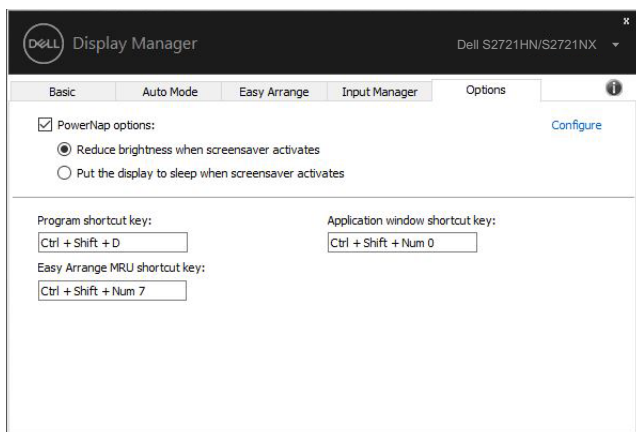 x
DELL Display Manager Dell S2721HN/S2721NX
Basic Auto Mode Easy Arrange Input Manager Options i
PowerNap options: Configure
Reduce brightness when screensaver activates
Put the display to sleep when screensaver activates
Program shortcut key: Application window shortcut key:
Ctrl + Shift + D Ctrl + Shift + Num 0
Easy Arrange MRU shortcut key:
Ctrl + Shift + Num 7